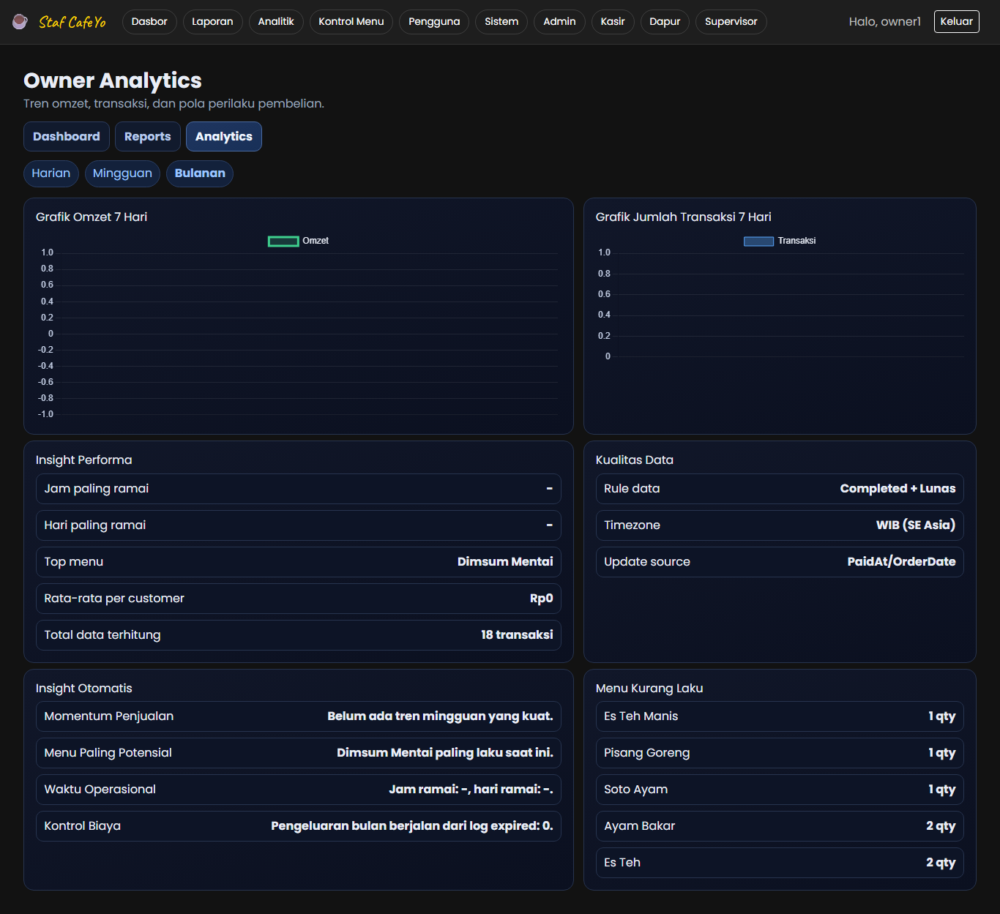 Staf CafeYo Dasbor Laporan Analitik Kontrol Menu Pengguna Sistem Admin Kasir Dapur Supervisor Halo, owner1 Keluar
Owner Analytics
Tren omzet, transaksi, dan pola perilaku pembelian.
Dashboard Reports Analytics
Harian Mingguan Bulanan
Grafik Omzet 7 Hari
Omzet
1.0
0.8
0.6
0.4
0.2
0
-0.2
-0.4
-0.6
-0.8
-1.0
Grafik Jumlah Transaksi 7 Hari
Transaksi
1.0
0.8
0.6
0.4
0.2
0
Insight Performa
Jam paling ramai -
Hari paling ramai -
Top menu Dimsum Mentai
Rata-rata per customer Rp0
Total data terhitung 18 transaksi
Kualitas Data
Rule data Completed + Lunas
Timezone WIB (SE Asia)
Update source PaidAt/OrderDate
Insight Otomatis
Momentum Penjualan Belum ada tren mingguan yang kuat.
Menu Paling Potensial Dimsum Mentai paling laku saat ini.
Waktu Operasional Jam ramai: -, hari ramai: -.
Kontrol Biaya Pengeluaran bulan berjalan dari log expired: 0.
Menu Kurang Laku
Es Teh Manis 1 qty
Pisang Goreng 1 qty
Soto Ayam 1 qty
Ayam Bakar 2 qty
Es Teh 2 qty